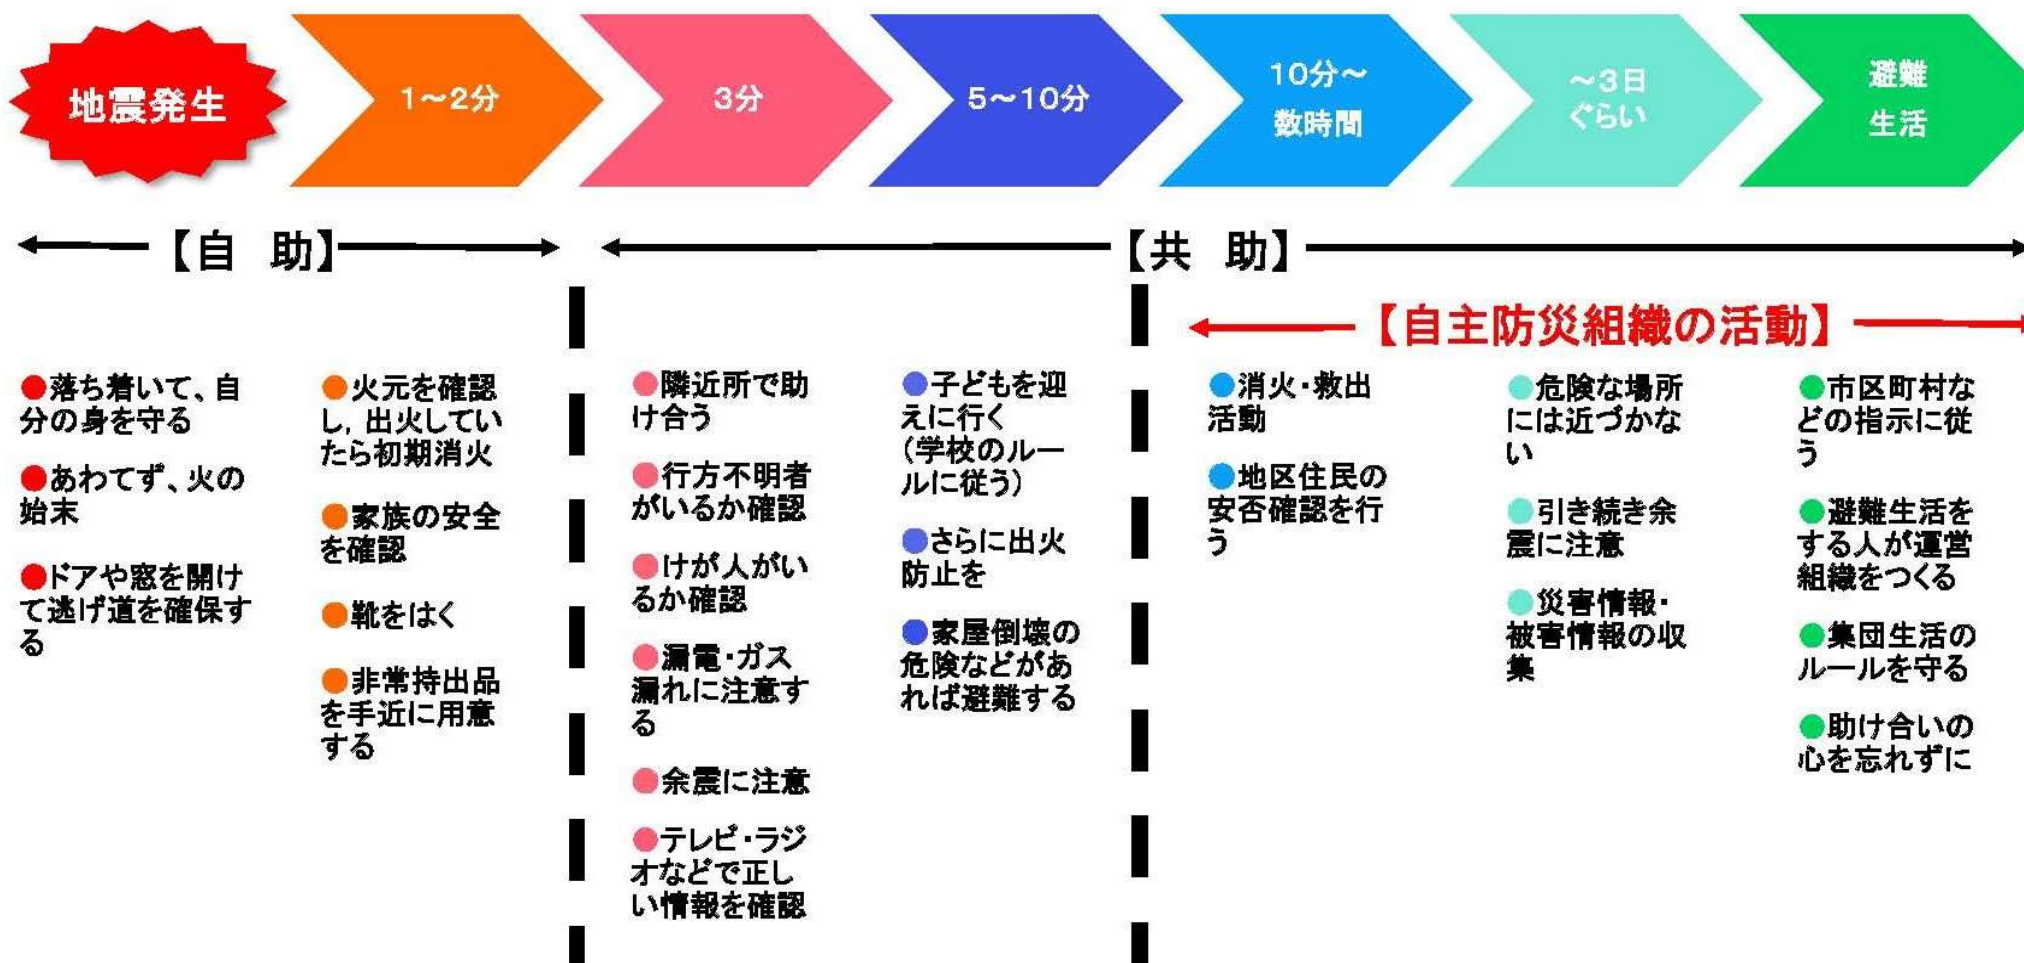 地震発生
1～2分
3分
5～10分
10分～
数時間
～3日
ぐらい
避難
生活
【自　助】
【共　助】
【自主防災組織の活動】
●落ち着いて、自
分の身を守る
●あわてず、火の
始末
●ドアや窓を開け
て逃げ道を確保す
る
●火元を確認
し，出火してい
たら初期消火
●家族の安全
を確認
●靴をはく
●非常持出品
を手近に用意
する
●隣近所で助
け合う
●行方不明者
がいるか確認
●けが人がい
るか確認
●漏電・ガス
漏れに注意す
る
●余震に注意
●テレビ・ラジ
オなどで正し
い情報を確認
●子どもを迎
えに行く
（学校のルー
ルに従う）
●さらに出火
防止を
●家屋倒壊の
危険などがあ
れば避難する
●消火・救出
活動
●地区住民の
安否確認を行
う
●危険な場所
には近づかな
い
●引き続き余
震に注意
●災害情報・
被害情報の収
集
●市区町村な
どの指示に従
う
●避難生活を
する人が運営
組織をつくる
●集団生活の
ルールを守る
●助け合いの
心を忘れずに